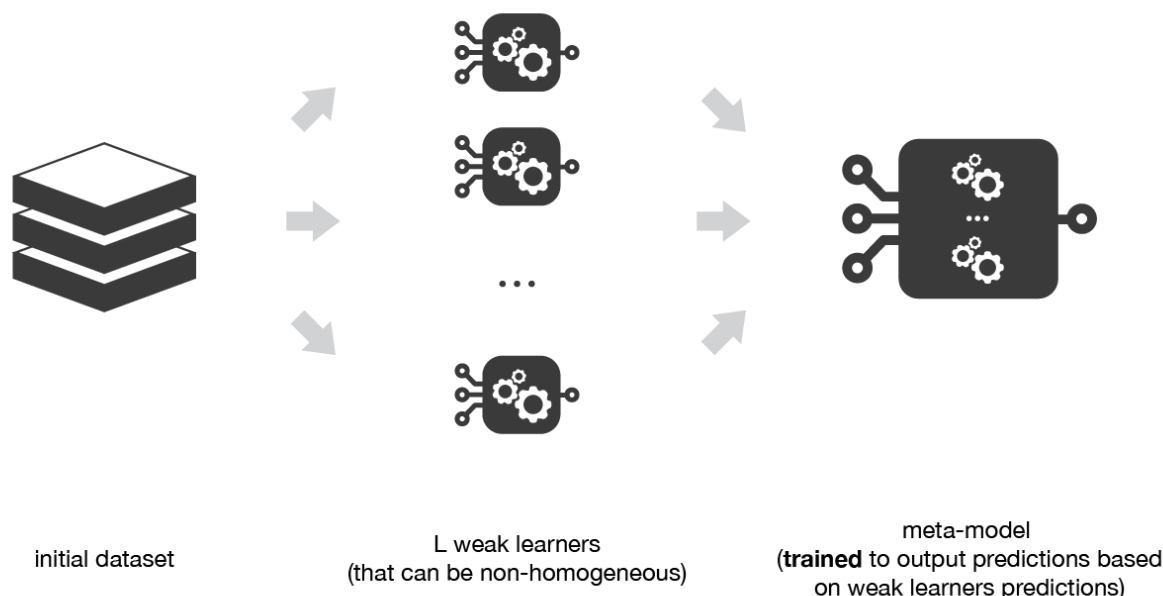 initial dataset
L weak learners
(that can be non-homogeneous)
meta-model
(trained to output predictions based
on weak learners predictions)